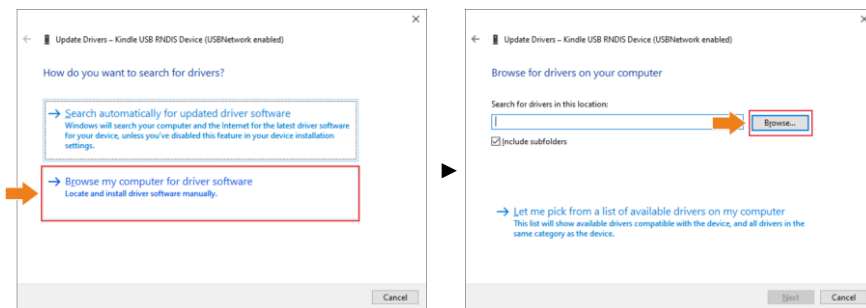 Update Drivers – Kindle USB RNDIS Device (USBNetwork enabled)
How do you want to search for drivers?
Search automatically for updated driver software
Windows will search your computer and the Internet for the latest driver software
for your device, unless you've disabled this feature in your device installation
settings.
Browse my computer for driver software
Locate and install driver software manually.
Cancel
Update Drivers – Kindle USB RNDIS Device (USBNetwork enabled)
Browse for drivers on your computer
Search for drivers in this location:
Browse...
Include subfolders
Let me pick from a list of available drivers on my computer
This list will show available drivers compatible with the device, and all drivers in the
same category as the device.
Next
Cancel